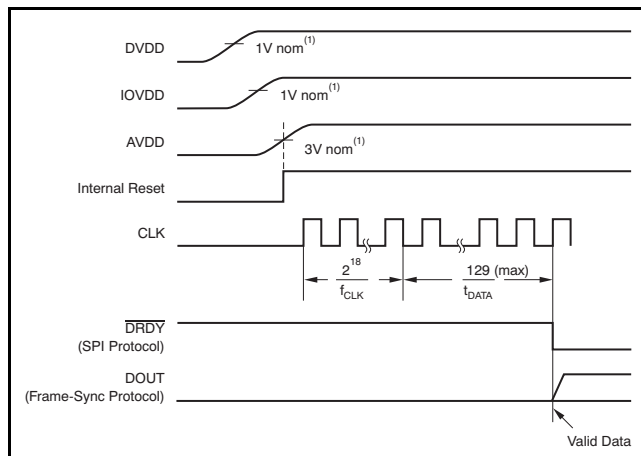 DVDD
1V nom(1)
IOVDD
1V nom(1)
AVDD
3V nom(1)
Internal Reset
CLK
2^18
f_CLK
129 (max)
t_DATA
DRDY
(SPI Protocol)
DOUT
(Frame-Sync Protocol)
Valid Data